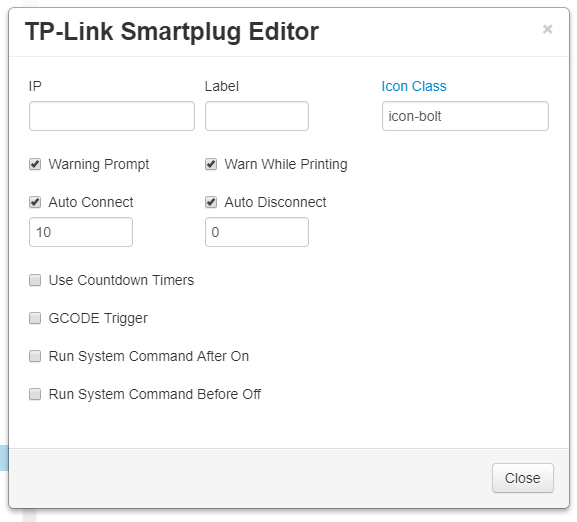 TP-Link Smartplug Editor ×
IP Label Icon Class
icon-bolt
Warning Prompt Warn While Printing
Auto Connect Auto Disconnect
10 0
Use Countdown Timers
GCODE Trigger
Run System Command After On
Run System Command Before Off
Close